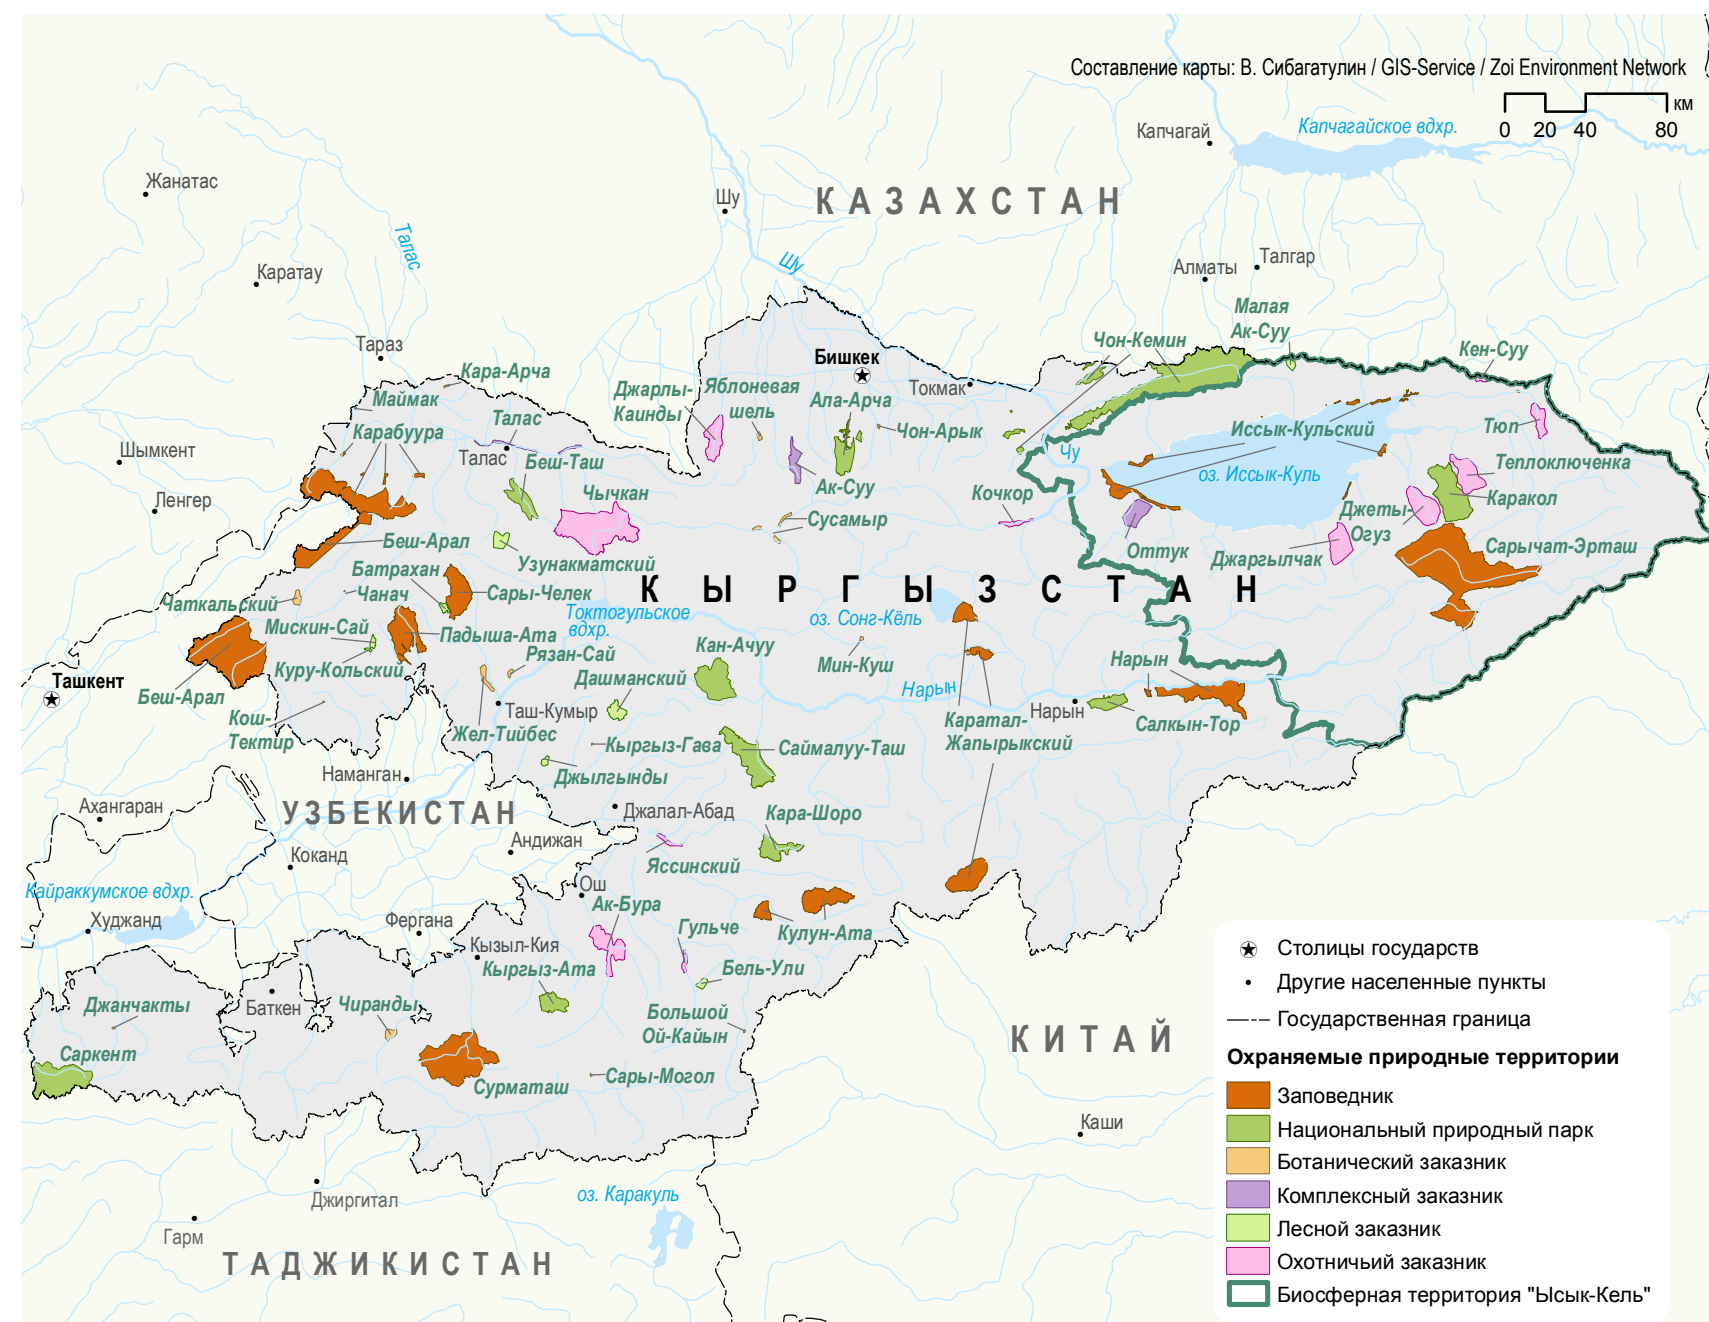 Составление карты: В. Сибагатулин / GIS-Service / Zoi Environment Network
км
0 20 40 80
Капчагай
Капчагайское вдхр.
Жанатас
Шу
КАЗАХСТАН
Талас
Шу
Каратау
Алматы
Талгар
Малая
Ак-Суу
Тараз
Чон-Кемин
Кен-Суу
Бишкек
Кара-Арча
Джарлы-
Каинды
Яблоневая
щель
Токмак
Ала-Арча
Маймак
Талас
Чон-Арык
Карабуура
Иссык-Кульский
Тюп
Шымкент
Талас
Беш-Таш
Чу
оз. Иссык-Куль
Теплоключенка
Ак-Суу
Чычкан
Кочкор
Каракол
Ленгер
Сусамыр
Джеты-
Огуз
Беш-Арал
Оттук
Джаргылчак
Сарычат-Эрташ
Узунакматский
Батрахан
Чанач
Сары-Челек
КЫРГЫЗСТАН
Чаткальский
Токтогульское
вдхр.
оз. Сонг-Кёль
Мискин-Сай
Падыша-Ата
Кан-Ачуу
Мин-Куш
Рязан-Сай
Нарын
Куру-Кольский
Дашманский
Ташкент
Нарын
Беш-Арал
Таш-Кумыр
Нарын
Салкын-Тор
Кош-
Тектир
Жел-Тийбес
Каратал-
Жапырыкский
Кыргыз-Гава
Саймалуу-Таш
Наманган
Джылгынды
Ахангаран
УЗБЕКИСТАН
Джалал-Абад
Кара-Шоро
Андижан
Коканд
Яссинский
Кайраккумское вдхр.
Ош
Ак-Бура
Худжанд
Фергана
Гульче
Кулун-Ата
Кызыл-Кия
Кыргыз-Ата
Бель-Ули
Джанчакты
Баткен
Чиранды
Большой
Ой-Кайын
КИТАЙ
Саркент
Сурматаш
Сары-Могол
Каши
Джиргитал
оз. Каракуль
Гарм
ТАДЖИКИСТАН
Столицы государств
Другие населенные пункты
Государственная граница
Охраняемые природные территории
Заповедник
Национальный природный парк
Ботанический заказник
Комплексный заказник
Лесной заказник
Охотничьий заказник
Биосферная территория "Ысык-Кель"